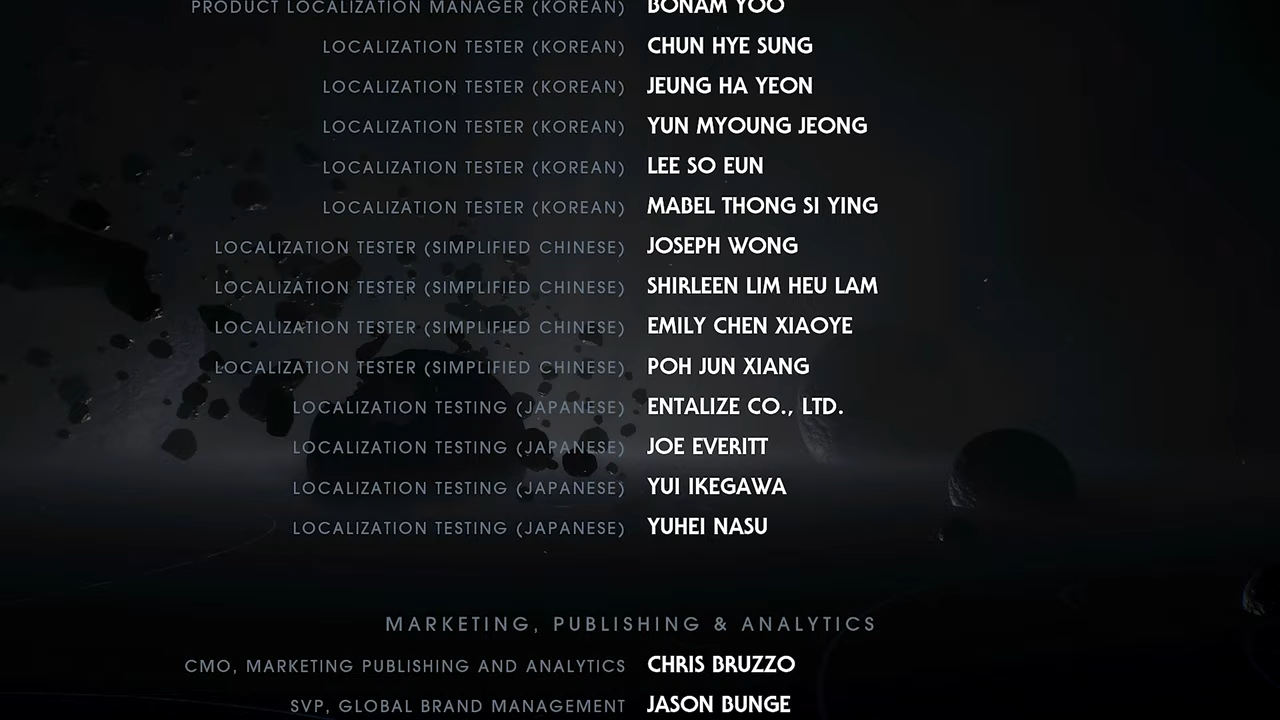 PRODUCT LOCALIZATION MANAGER (KOREAN) BONAM YOO
LOCALIZATION TESTER (KOREAN) CHUN HYE SUNG
LOCALIZATION TESTER (KOREAN) JEUNG HA YEON
LOCALIZATION TESTER (KOREAN) YUN MYOUNG JEONG
LOCALIZATION TESTER (KOREAN) LEE SO EUN
LOCALIZATION TESTER (KOREAN) MABEL THONG SI YING
LOCALIZATION TESTER (SIMPLIFIED CHINESE) JOSEPH WONG
LOCALIZATION TESTER (SIMPLIFIED CHINESE) SHIRLEEN LIM HEU LAM
LOCALIZATION TESTER (SIMPLIFIED CHINESE) EMILY CHEN XIAOYE
LOCALIZATION TESTER (SIMPLIFIED CHINESE) POH JUN XIANG
LOCALIZATION TESTING (JAPANESE) ENTALIZE CO., LTD.
LOCALIZATION TESTING (JAPANESE) JOE EVERITT
LOCALIZATION TESTING (JAPANESE) YUI IKEGAWA
LOCALIZATION TESTING (JAPANESE) YUHEI NASU
MARKETING, PUBLISHING & ANALYTICS
CMO, MARKETING PUBLISHING AND ANALYTICS CHRIS BRUZZO
SVP, GLOBAL BRAND MANAGEMENT JASON BUNGE